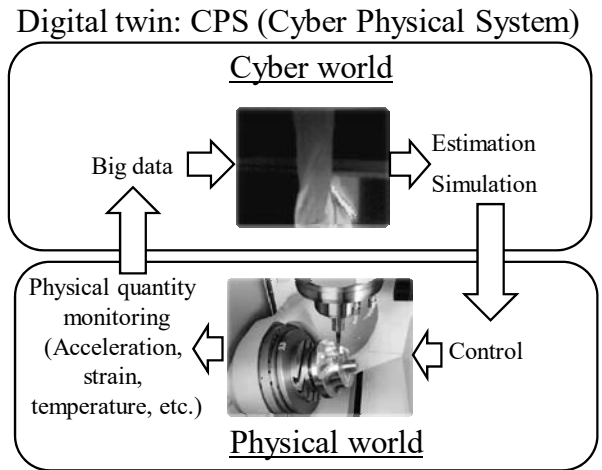 Digital twin: CPS (Cyber Physical System)
Cyber world
Big data
Estimation
Simulation
Physical quantity
monitoring
(Acceleration,
strain,
temperature, etc.)
Control
Physical world